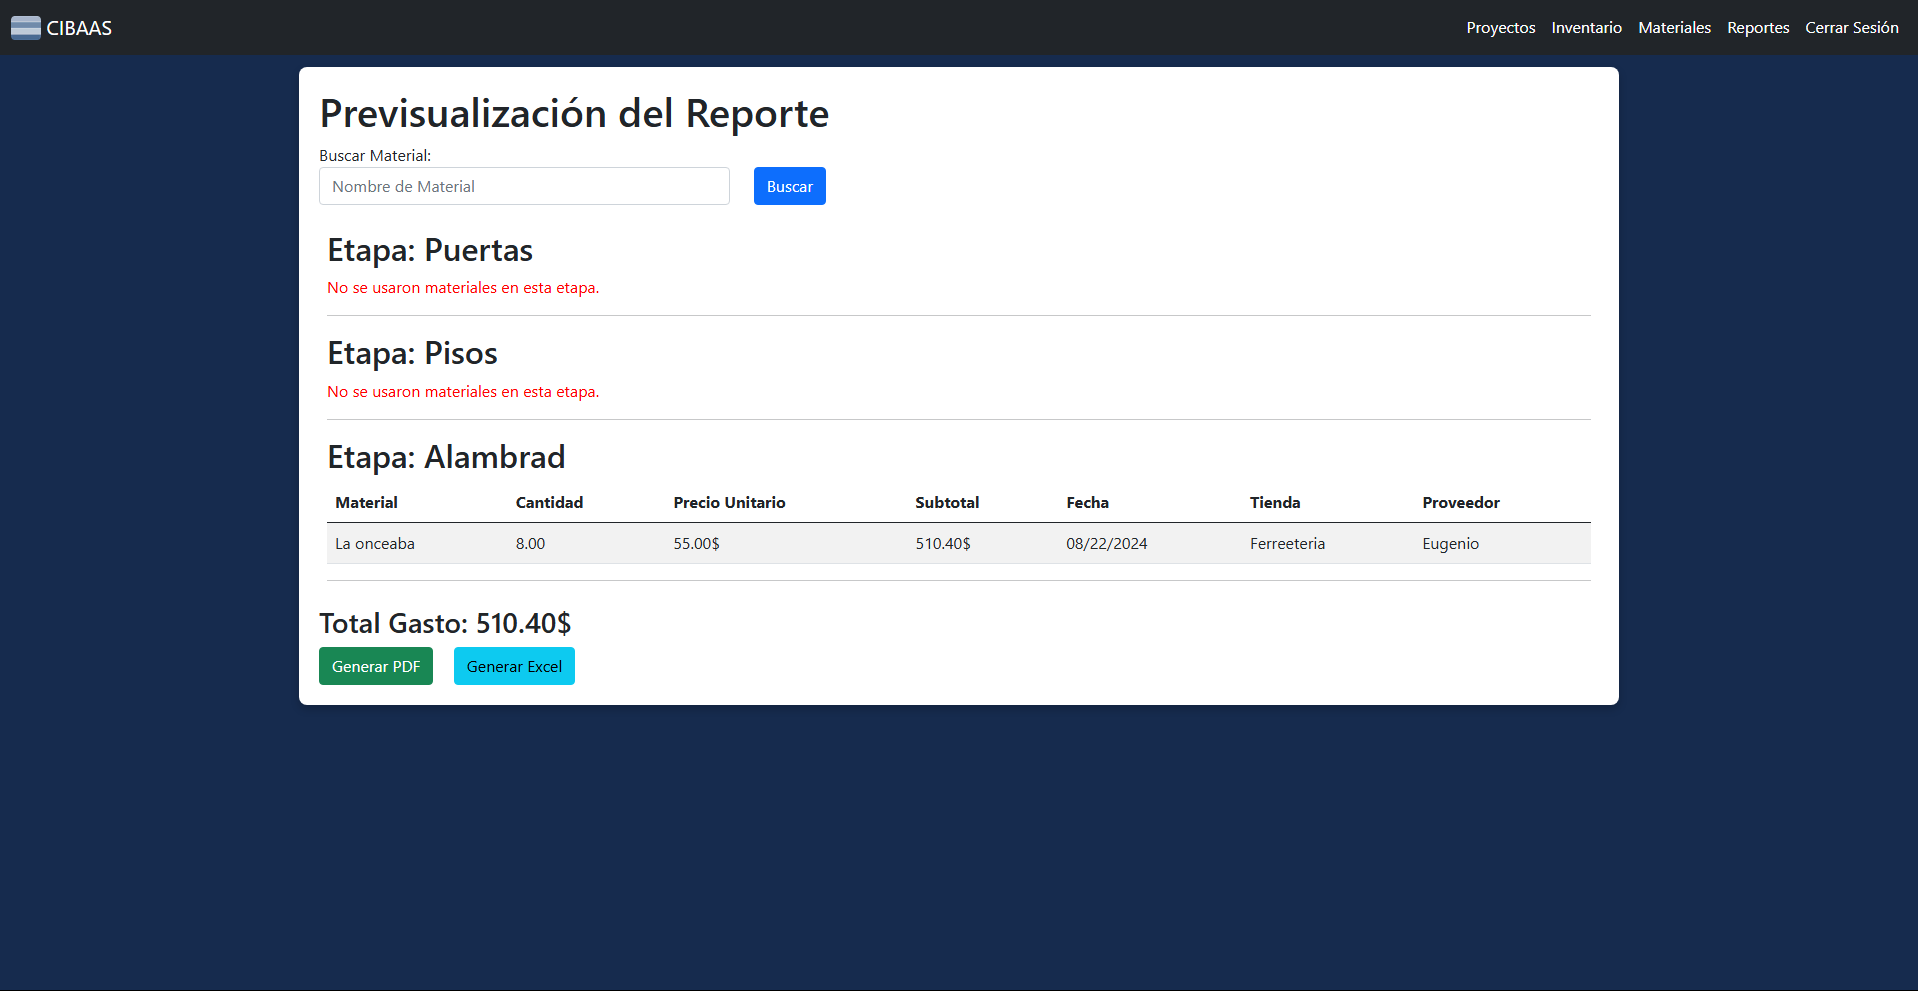 CIBAAS Proyectos Inventario Materiales Reportes Cerrar Sesión
Previsualización del Reporte
Buscar Material:
Nombre de Material Buscar
Etapa: Puertas
No se usaron materiales en esta etapa.
Etapa: Pisos
No se usaron materiales en esta etapa.
Etapa: Alambrad
Material Cantidad Precio Unitario Subtotal Fecha Tienda Proveedor
La onceaba 8.00 55.00$ 510.40$ 08/22/2024 Ferreeteria Eugenio
Total Gasto: 510.40$
Generar PDF Generar Excel